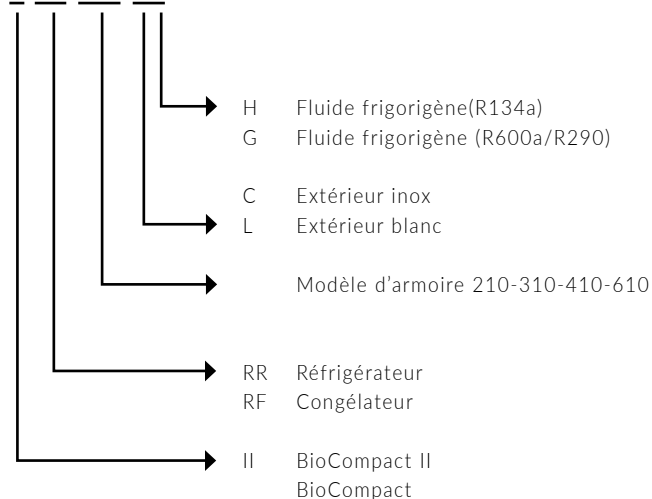 H Fluide frigorigène(R134a)
G Fluide frigorigène (R600a/R290)
C Extérieur inox
L Extérieur blanc
Modèle d’armoire 210-310-410-610
RR Réfrigérateur
RF Congélateur
II BioCompact II
BioCompact